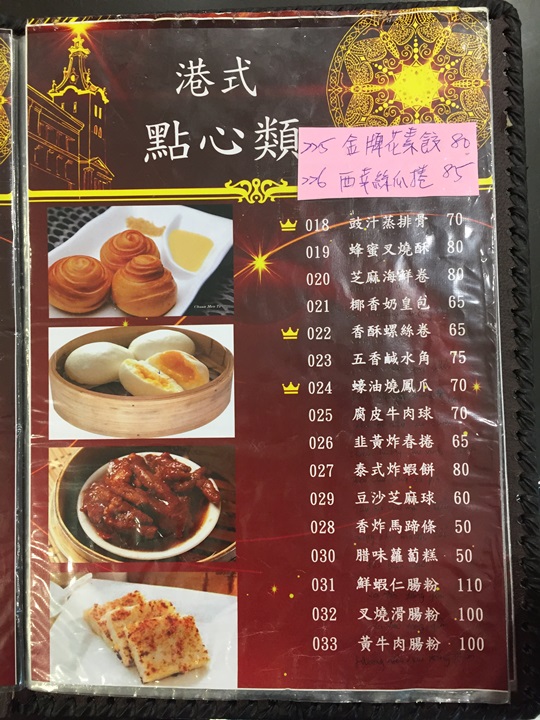 港式
點心類
225 金牌花素餃 80
226 西芹絲瓜捲 85
018 豉汁蒸排骨 70
019 蜂蜜叉燒酥 80
020 芝麻海鮮卷 80
021 椰香奶皇包 65
022 香酥螺絲卷 65
023 五香鹹水角 75
024 蠔油燒鳳爪 70
025 腐皮牛肉球 70
026 韭黃炸春捲 65
027 泰式炸蝦餅 80
029 豆沙芝麻球 60
028 香炸馬蹄條 50
030 腊味蘿蔔糕 50
031 鮮蝦仁腸粉 110
032 叉燒滑腸粉 100
033 黃牛肉腸粉 100